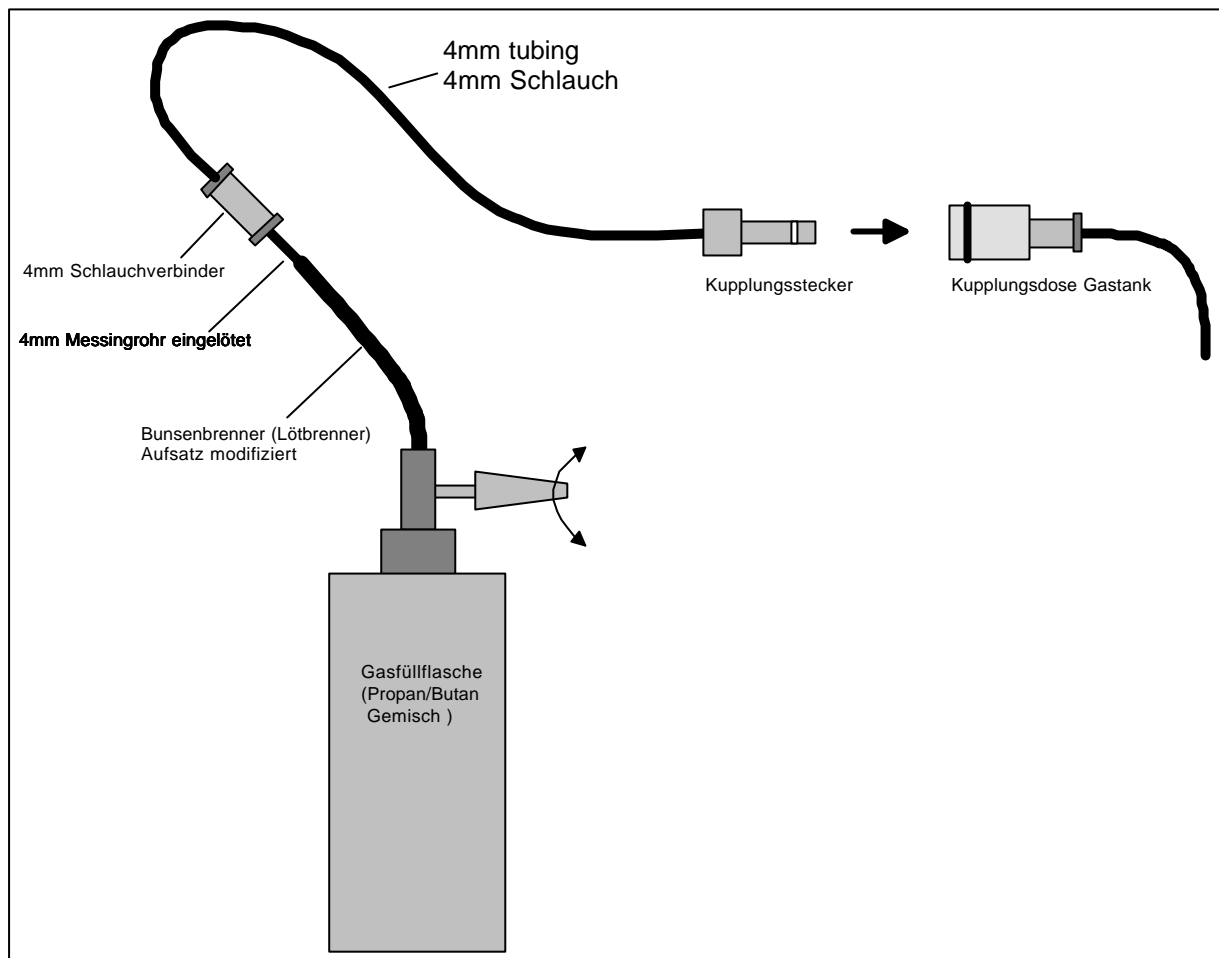 4mm tubing
4mm Schlauch
4mm Schlauchverbinder
Kupplungsstecker
Kupplungsdose Gastank
4mm Messingrohr eingelötet
Bunsenbrenner (Lötbrenner)
Aufsatz modifiziert
Gasfüllflasche
(Propan/Butan
Gemisch )